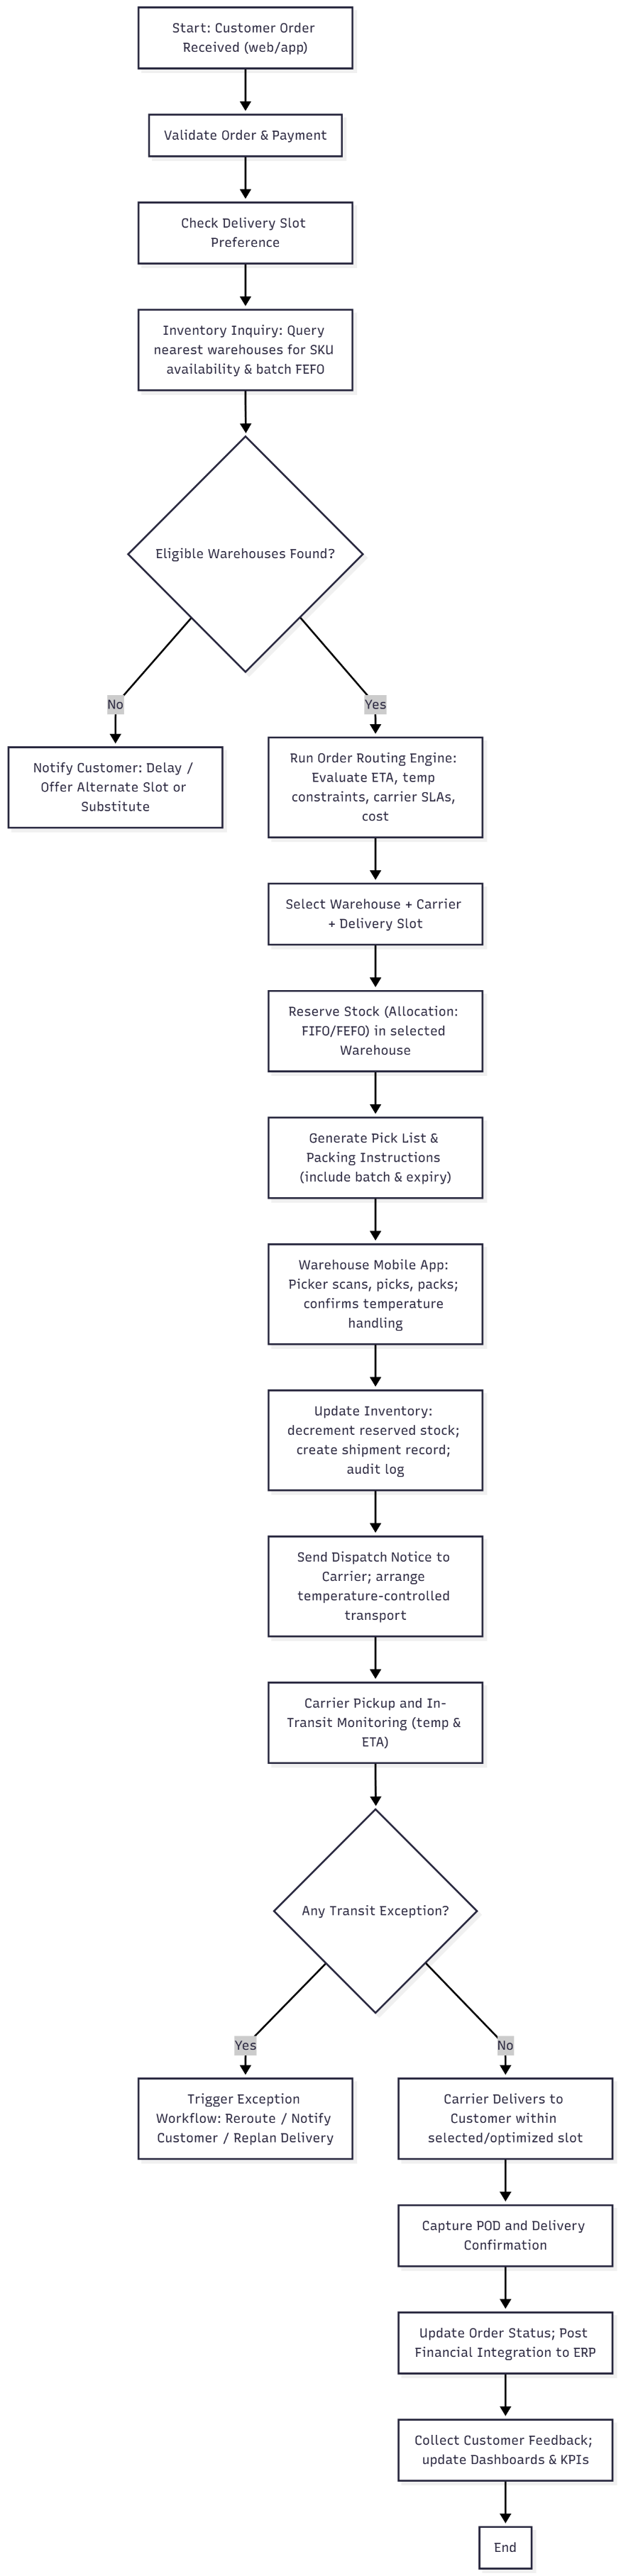 Start: Customer Order
Received (web/app)
Validate Order & Payment
Check Delivery Slot
Preference
Inventory Inquiry: Query
nearest warehouses for SKU
availability & batch FEFO
Eligible Warehouses Found?
No
Yes
Notify Customer: Delay /
Offer Alternate Slot or
Substitute
Run Order Routing Engine:
Evaluate ETA, temp
constraints, carrier SLAs,
cost
Select Warehouse + Carrier
+ Delivery Slot
Reserve Stock (Allocation:
FIFO/FEFO) in selected
Warehouse
Generate Pick List &
Packing Instructions
(include batch & expiry)
Warehouse Mobile App:
Picker scans, picks, packs;
confirms temperature
handling
Update Inventory:
decrement reserved stock;
create shipment record;
audit log
Send Dispatch Notice to
Carrier; arrange
temperature-controlled
transport
Carrier Pickup and In-
Transit Monitoring (temp &
ETA)
Any Transit Exception?
Yes
No
Trigger Exception
Workflow: Reroute / Notify
Customer / Replan Delivery
Carrier Delivers to
Customer within
selected/optimized slot
Capture POD and Delivery
Confirmation
Update Order Status; Post
Financial Integration to ERP
Collect Customer Feedback;
update Dashboards & KPIs
End